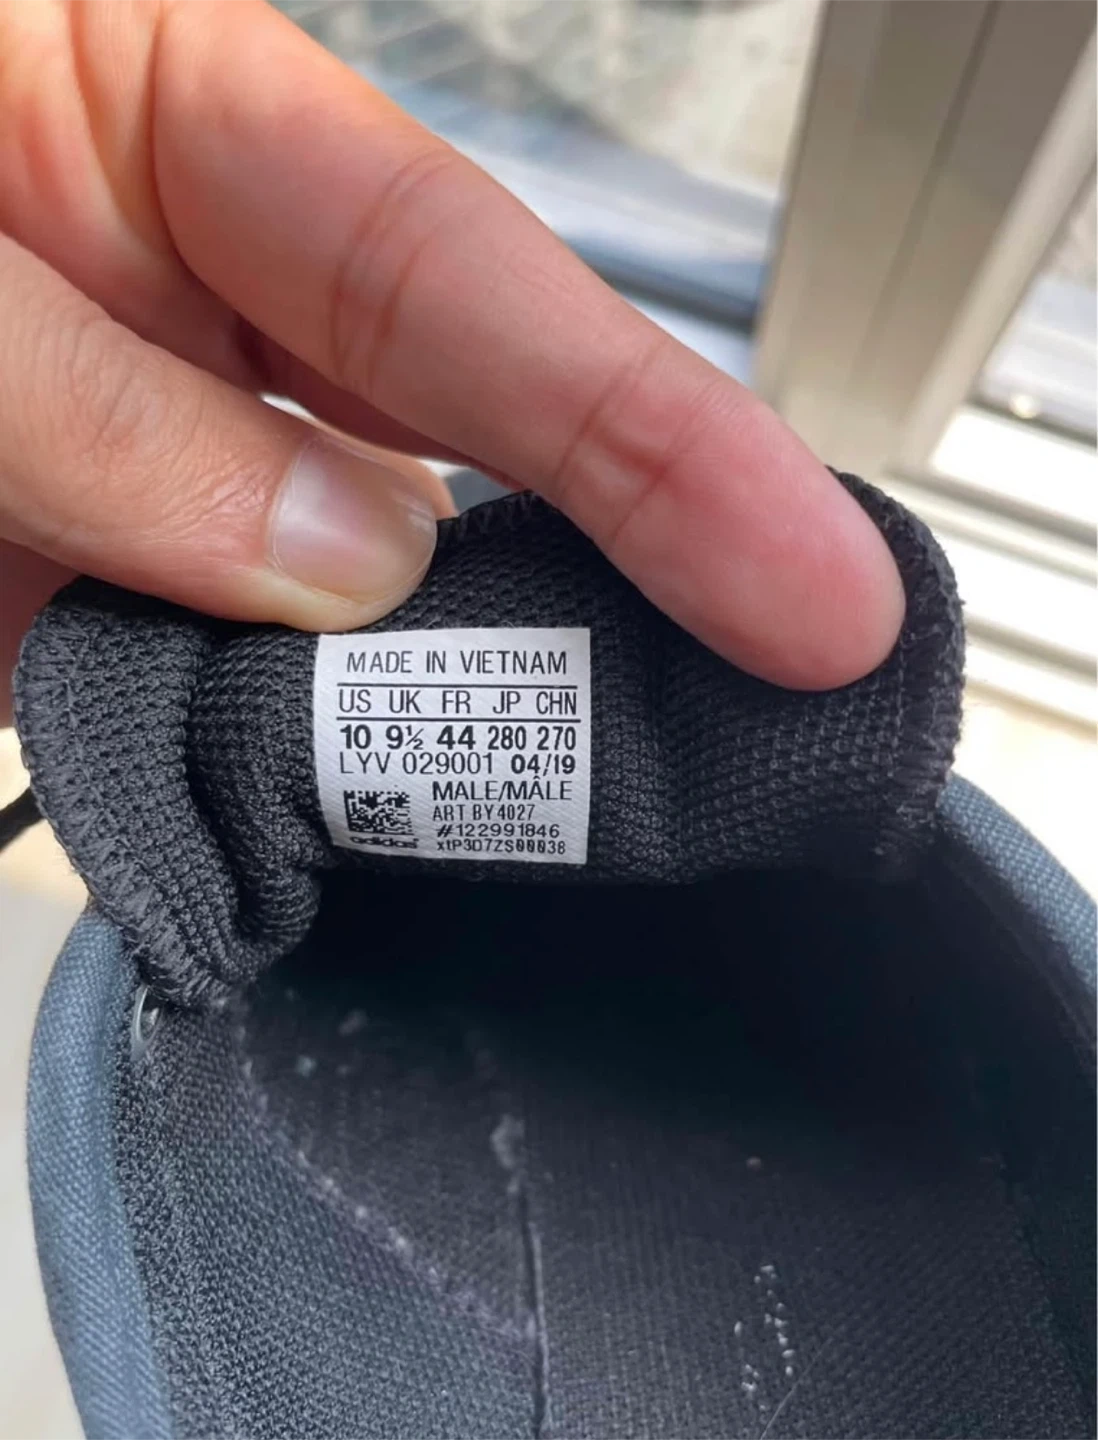 MADE IN VIETNAM
US UK FR JP CHN
10 9½ 44 280 270
LYV 029001 04/19
MALE/MÂLE
ART BY4027
#122991846
adidas
xtP3D7ZS00038